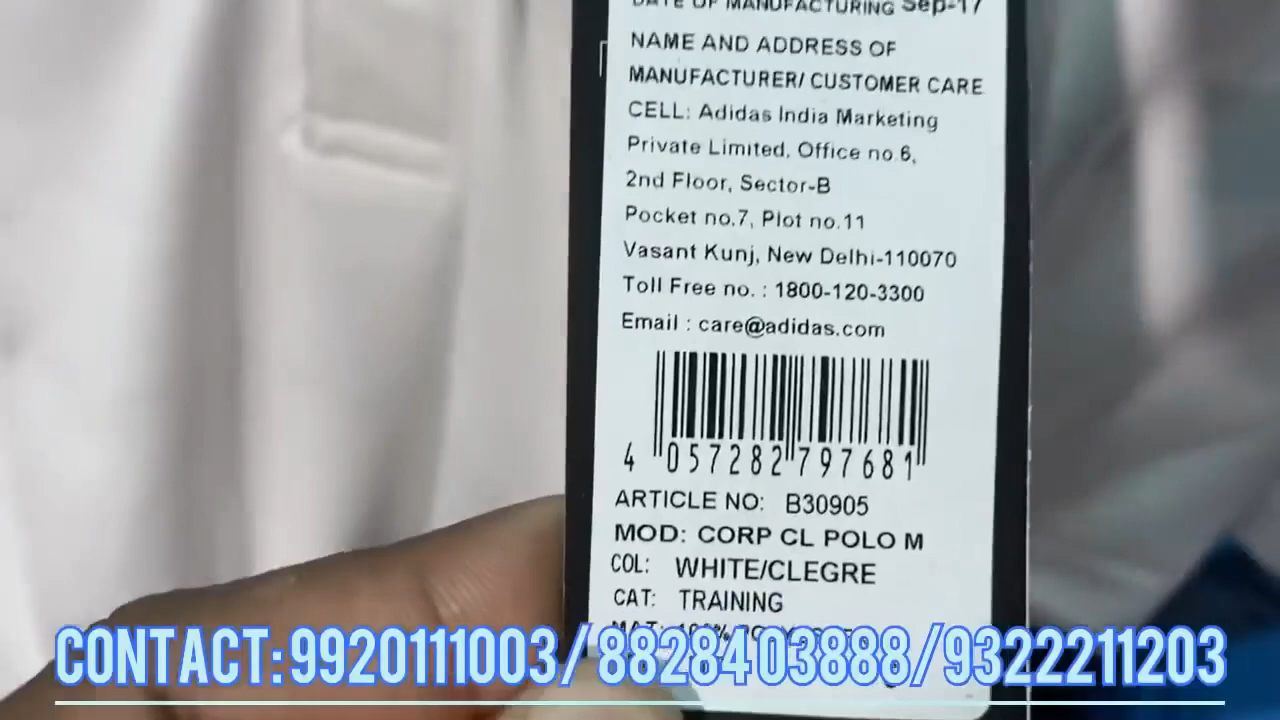 DATE OF MANUFACTURING Sep-17
NAME AND ADDRESS OF
MANUFACTURER/ CUSTOMER CARE
CELL: Adidas India Marketing
Private Limited, Office no.6,
2nd Floor, Sector-B
Pocket no.7, Plot no.11
Vasant Kunj, New Delhi-110070
Toll Free no. : 1800-120-3300
Email : care@adidas.com
4 057282 797681
ARTICLE NO: B30905
MOD: CORP CL POLO M
COL: WHITE/CLEGRE
CAT: TRAINING
MAT: 100%
CONTACT:9920111003/8828403888/9322211203